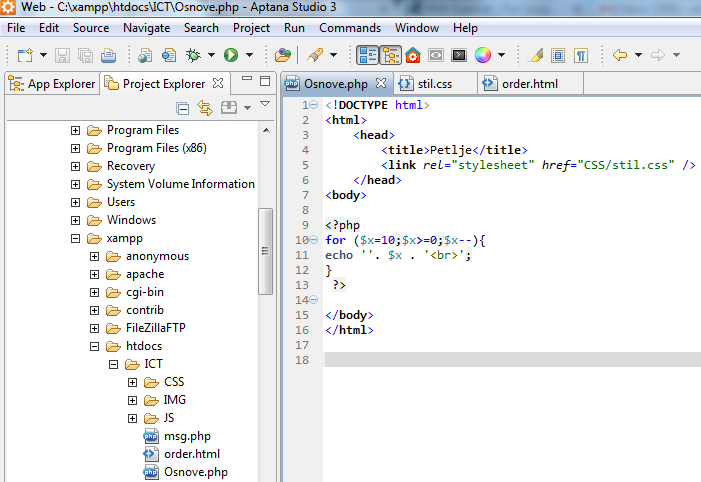 Web - C:\xampp\htdocs\ICT\Osnove.php - Aptana Studio 3
File Edit Source Navigate Search Project Run Commands Window Help
App Explorer Project Explorer
Program Files
Program Files (x86)
Recovery
System Volume Information
Users
Windows
xampp
anonymous
apache
cgi-bin
contrib
FileZillaFTP
htdocs
ICT
CSS
IMG
JS
msg.php
order.html
Osnove.php
Osnove.php stil.css order.html
1 <!DOCTYPE html>
2 <html>
3 <head>
4 <title>Petlje</title>
5 <link rel="stylesheet" href="CSS/stil.css" />
6 </head>
7 <body>
8
9 <?php
10 for ($x=10;$x>=0;$x--){
11 echo ''. $x . '<br>';
12 }
13 ?>
14
15 </body>
16 </html>
17
18